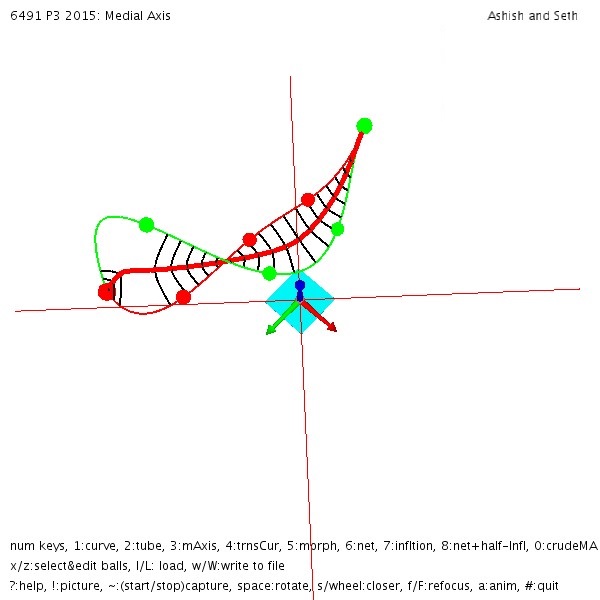 6491 P3 2015: Medial Axis
Ashish and Seth
num keys, 1:curve, 2:tube, 3:mAxis, 4:trnsCur, 5:morph, 6:net, 7:infltion, 8:net+half-Infl, 0:crudeMA
x/z:select&edit balls, l/L: load, w/W:write to file
?:help, !:picture, ~:(start/stop)capture, space:rotate, s/wheel:closer, f/F:refocus, a:anim, #:quit